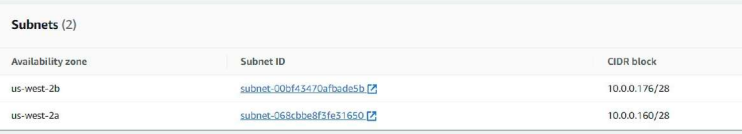 Subnets (2)
Availability zone Subnet ID CIDR block
us-west-2b subnet-00bf43470afbade5b 10.0.0.176/28
us-west-2a subnet-068cbbe8f3fe31650 10.0.0.160/28